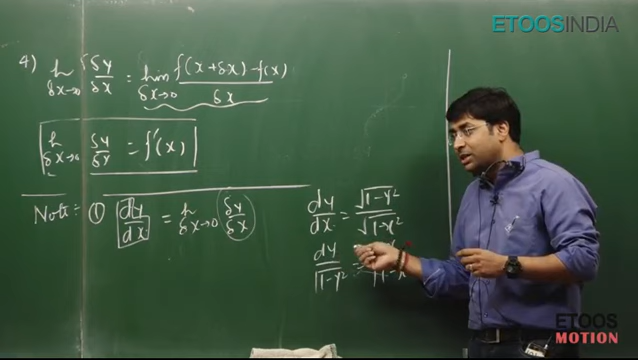 ETOOSINDIA
4) lt δx→0 δy/δx = lim δx→0 f(x+δx)-f(x)/δx
lt δx→0 δy/δx = f'(x)
Note:- ① dy/dx = lt δx→0 δy/δx
dy/dx = √1-y²/√1-x²
dy/√1-y² =
ETOOS
MOTION